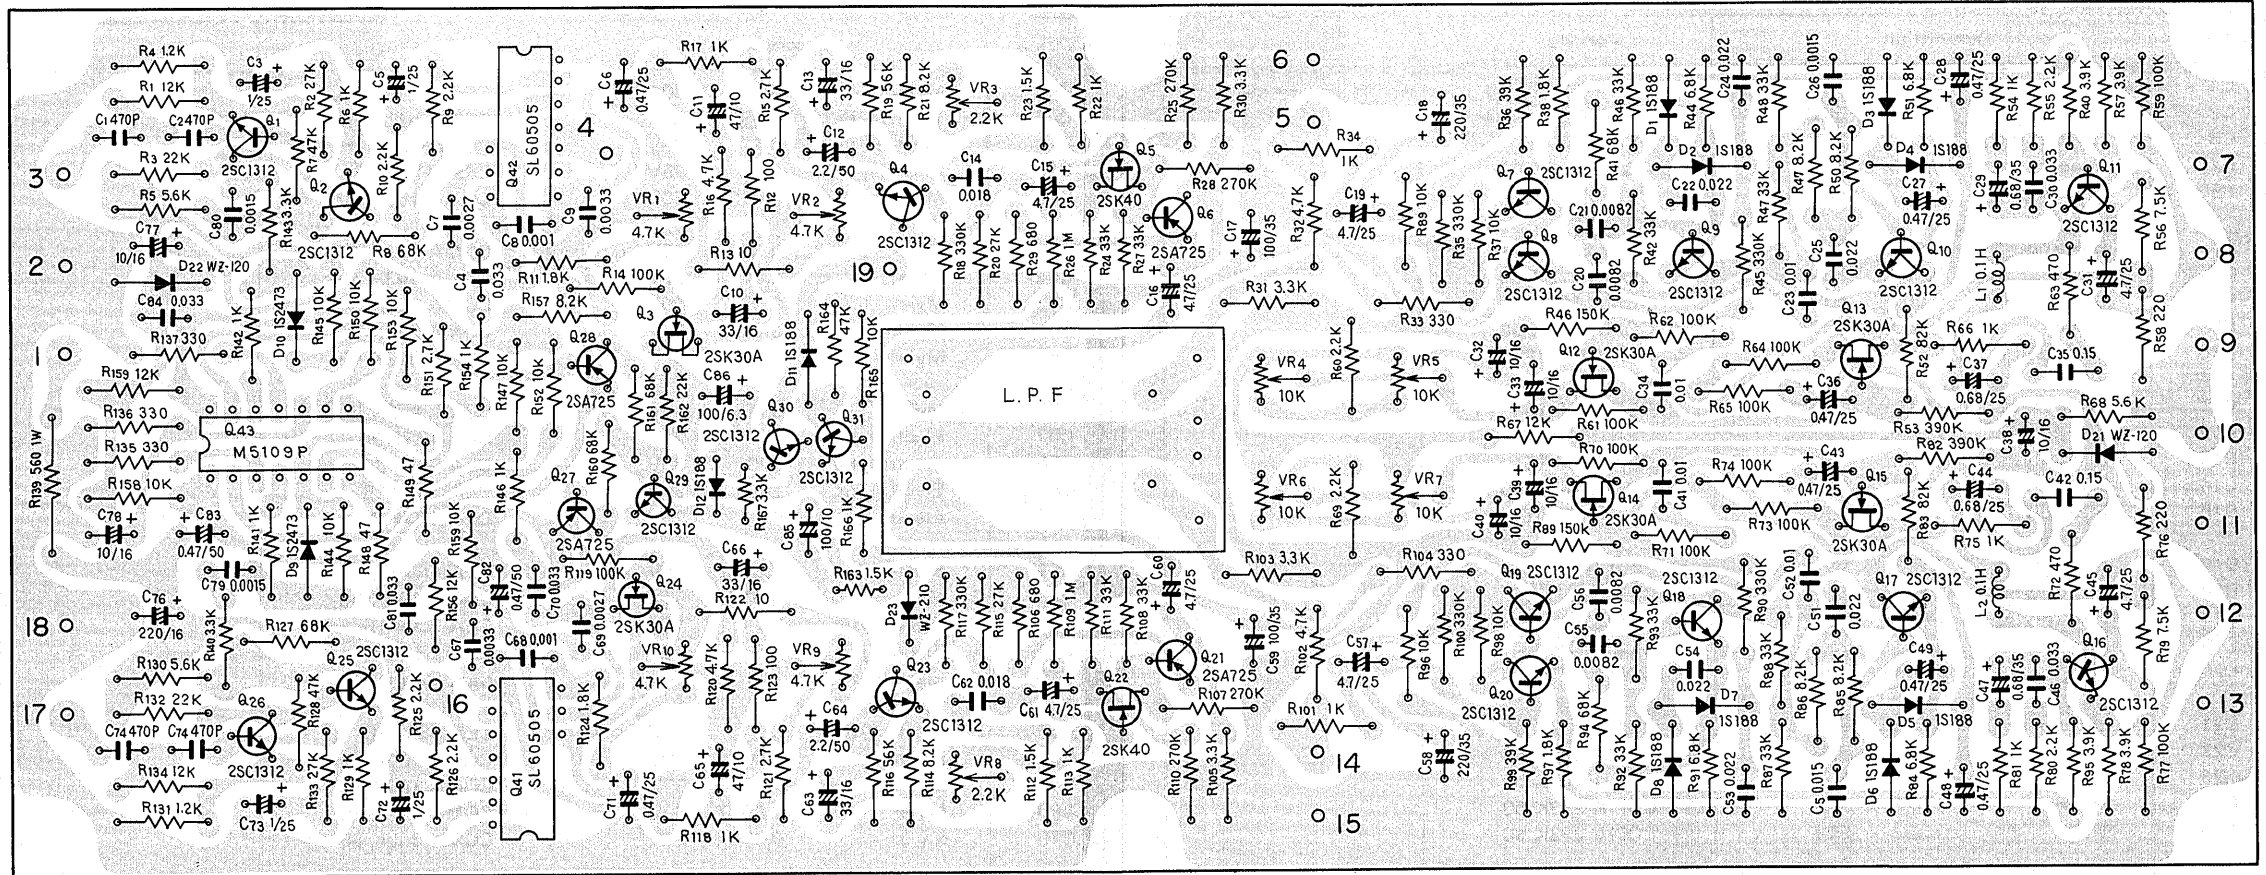 R4 1.2K
R1 12K
C1 470P
C2 470P
R3 22K
R5 5.6K
C77
10/16
D22 WZ-120
C84 0.033
R137 330
C3
1/25
Q1
2SC1312
C80
0.0015
R143 3.3K
R2 27K
R6 1K
C5
1/25
R9 2.2K
R7 47K
R10 2.2K
Q2
2SC1312
R8 68K
C7
0.0027
C4
0.033
Q42
SL60505
4
C8 0.001
C9
0.0033
R11 1.8K
R14 100K
R157 8.2K
C6
0.47/25
R17 1K
C11
47/10
R15 2.7K
C13
33/16
R19 56K
R21 8.2K
VR3
2.2K
R23 1.5K
R22 1K
R25 270K
R30 3.3K
C12
2.2/50
R16 4.7K
R12 100
VR1
4.7K
VR2
4.7K
R13 10
C10
33/16
Q3
2SK30A
Q4
2SC1312
C14
0.018
C15
4.7/25
Q5
2SK40
R28 270K
Q6
2SA725
C17
100/35
R18 330K
R20 27K
R29 680
R26 1M
R24 33K
R27 33K
C16
4.7/25
R31 3.3K
6
5
R34
1K
C18
220/35
R32 4.7K
C19
4.7/25
R89 10K
R35 330K
R37 10K
R33 330
R36 39K
R38 1.8K
R41 68K
R46 33K
D1 1S188
R44 6.8K
C24 0.022
R48 33K
C26 0.0015
D3 1S188
R51 6.8K
C28
0.47/25
R54 1K
R55 2.2K
R40 3.9K
R57 3.9K
R59 100K
D2 1S188
D4 1S188
Q7
2SC1312
C22 0.022
R47 33K
R47 8.2K
R50 8.2K
C27
0.47/25
C29
0.68/35
C30 0.033
Q11
2SC1312
R56 7.5K
Q8
2SC1312
C21 0.0082
C20
0.0082
R42 33K
Q9
2SC1312
R45 330K
C25
0.022
C23 0.01
Q10
2SC1312
L1 0.1H
R63 470
C31
4.7/25
R58 220
3
2
1
19
7
8
9
10
11
12
13
R142 1K
D10 1S2473
R145 10K
R150 10K
R153 10K
R151 2.7K
R154 1K
R147 10K
R152 10K
Q28
2SA725
R161 68K
R162 22K
C86
100/6.3
Q30
2SC1312
D11 1S188
R164
47K
10K
R165
Q31
2SC1312
L.P.F
VR4
10K
R60 2.2K
VR5
10K
C32
10/16
R46 150K
R62 100K
Q12
2SK30A
C33
10/16
C34
0.01
R61 100K
R64 100K
R65 100K
Q13
2SK30A
C36
0.47/25
R52 82K
R66 1K
C37
0.68/25
C35 0.15
R53 390K
R82 390K
C38
10/16
R68 5.6K
D21 WZ-120
R159 12K
R136 330
R135 330
R158 10K
R139 560 1W
Q43
M5109P
R149 47
R146 1K
Q27
2SA725
R160 68K
Q29
2SC1312
D12 1S188
R167 3.3K
C85
100/10
R166 1K
VR6
10K
R69 2.2K
VR7
10K
R67 12K
R70 100K
C39
10/16
C40
10/16
Q14
2SK30A
C41 0.01
R89 150K
R71 100K
R74 100K
R73 100K
C43
0.47/25
Q15
2SK30A
R83 82K
C44
0.68/25
R75 1K
C42 0.15
R76 220
C78
10/16
C83
0.47/50
R141 1K
D9 1S2473
R144 10K
R148 47
C79 0.0015
C81 0.033
R159 10K
R156 12K
C82
0.47/50
C70 0.033
R119 100K
Q24
2SK30A
C66
33/16
R122 10
R163 1.5K
D23
WZ-210
R117 330K
R115 27K
R106 680
R109 1M
R111 33K
R108 33K
C60
4.7/25
R103 3.3K
R104 330
Q19
2SC1312
C56
0.0082
Q18
2SC1312
R90 330K
C52 0.01
C51
0.022
Q17
2SC1312
L2 0.1H
R72 470
C45
4.7/25
18
C76
220/16
R140 3.3K
R127 68K
Q25
2SC1312
C67
0.0033
C68 0.001
C69 0.0027
VR10
4.7K
R120 4.7K
R123 100
VR9
4.7K
Q23
2SC1312
C62 0.018
C61 4.7/25
Q22
2SK40
Q21
2SA725
R107 270K
C59 100/35
R102 4.7K
C57
4.7/25
R96 10K
R100 330K
R98 10K
Q20
2SC1312
C55
0.0082
R93 33K
C54
0.022
R88 33K
R86 8.2K
R85 8.2K
C49
0.47/25
C47
0.68/35
C46 0.033
Q16
2SC1312
R79 7.5K
17
R130 5.6K
R132 22K
C74 470P
C74 470P
R134 12K
R131 1.2K
Q26
2SC1312
C73 1/25
R128 47K
R133 27K
R129 1K
C72
1/25
R125 2.2K
R126 2.2K
16
Q41
SL60505
R124 1.8K
C71
0.47/25
C65
47/10
R118 1K
R121 2.7K
C64
2.2/50
C63
33/16
R116 56K
R114 8.2K
VR8
2.2K
R112 1.5K
R113 1K
R110 270K
R105 3.3K
R101 1K
14
15
C58
220/35
R99 39K
R97 1.8K
R94 68K
R92 33K
D8 1S188
R91 6.8K
D7
1S188
C53 0.022
R87 33K
C5 0.015
D5 1S188
D6 1S188
R84 6.8K
C48
0.47/25
R81 1K
R80 2.2K
R95 3.9K
R78 3.9K
R17 100K